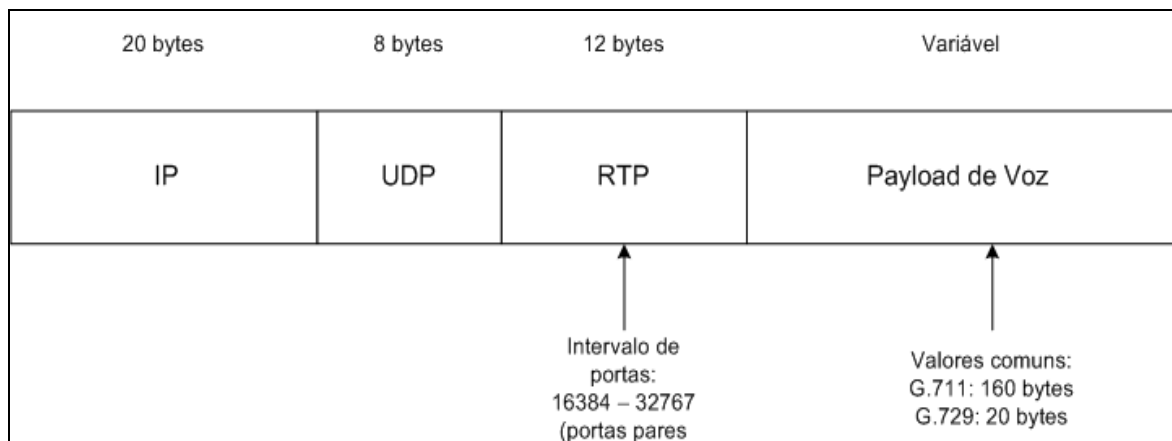 20 bytes
8 bytes
12 bytes
Variável
IP
UDP
RTP
Payload de Voz
Intervalo de
portas:
16384 – 32767
(portas pares
Valores comuns:
G.711: 160 bytes
G.729: 20 bytes